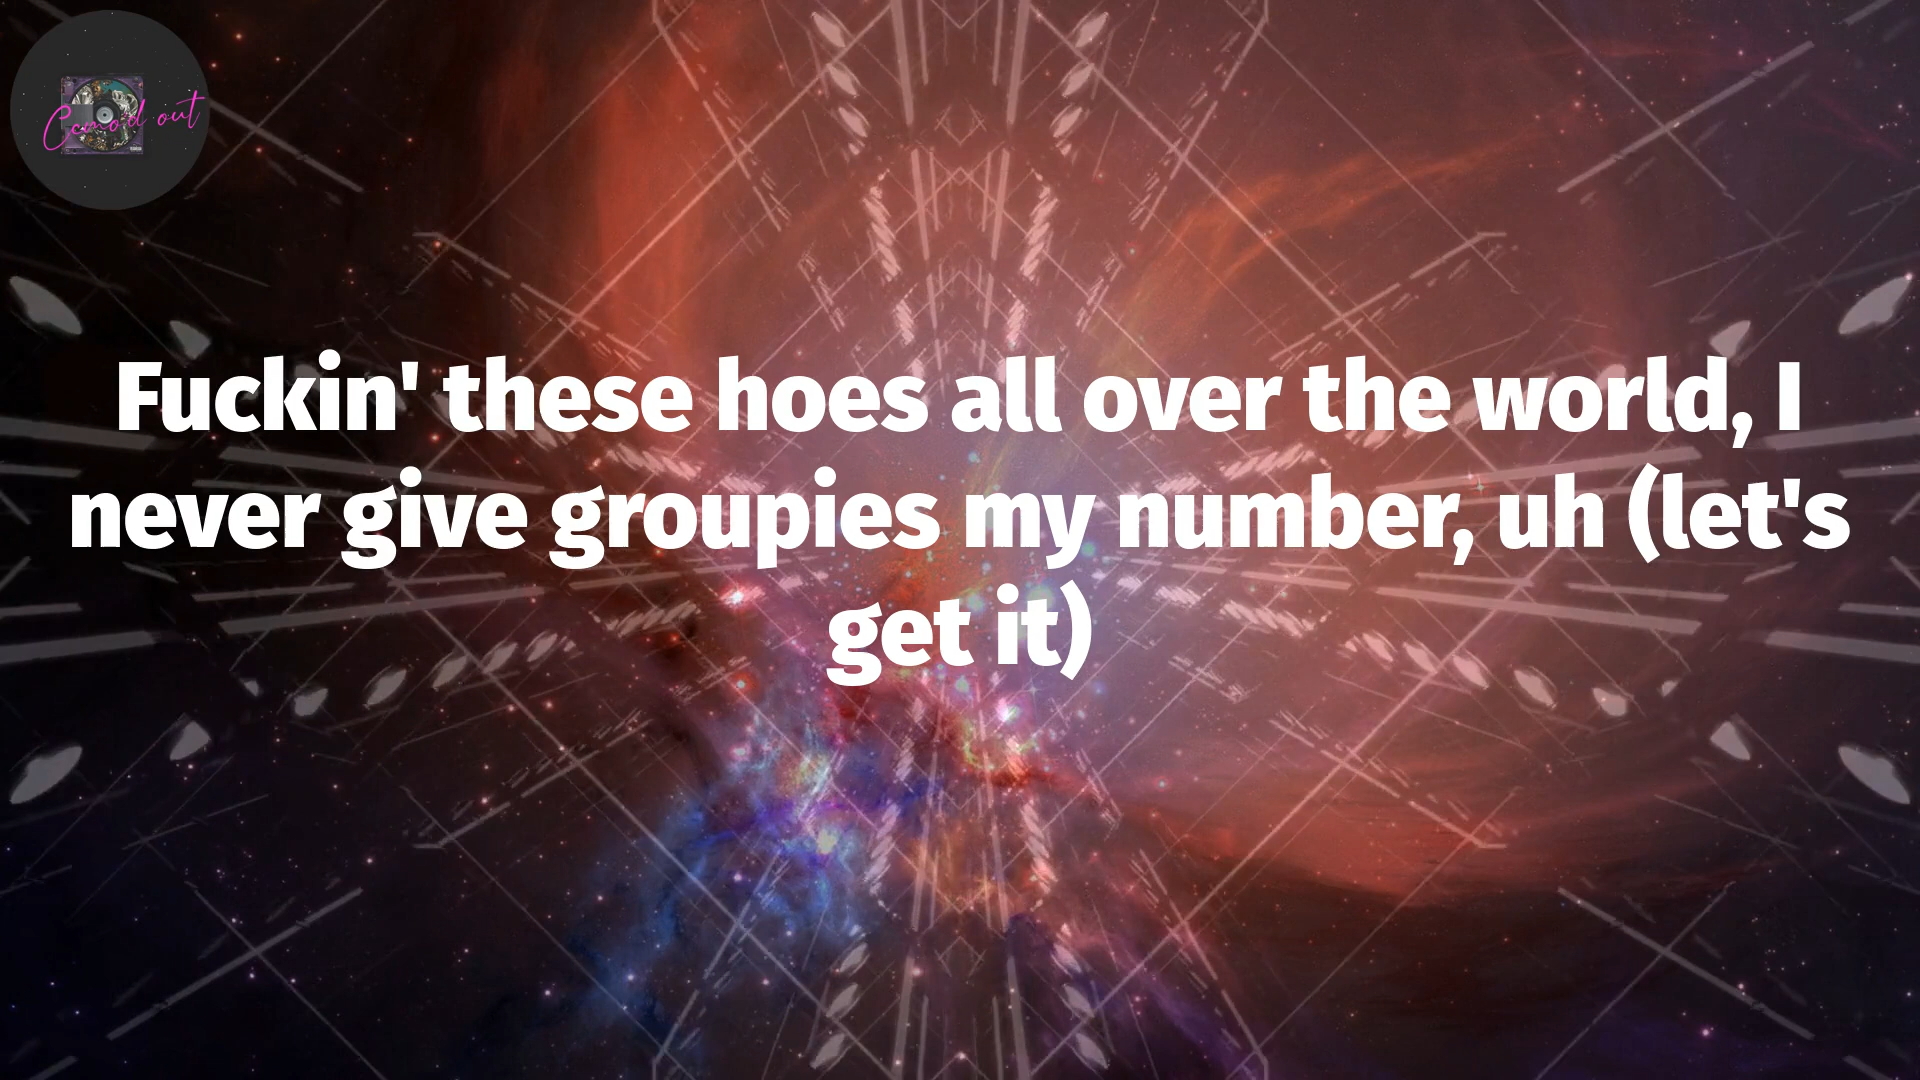 Fuckin' these hoes all over the world, I
never give groupies my number, uh (let's
get it)